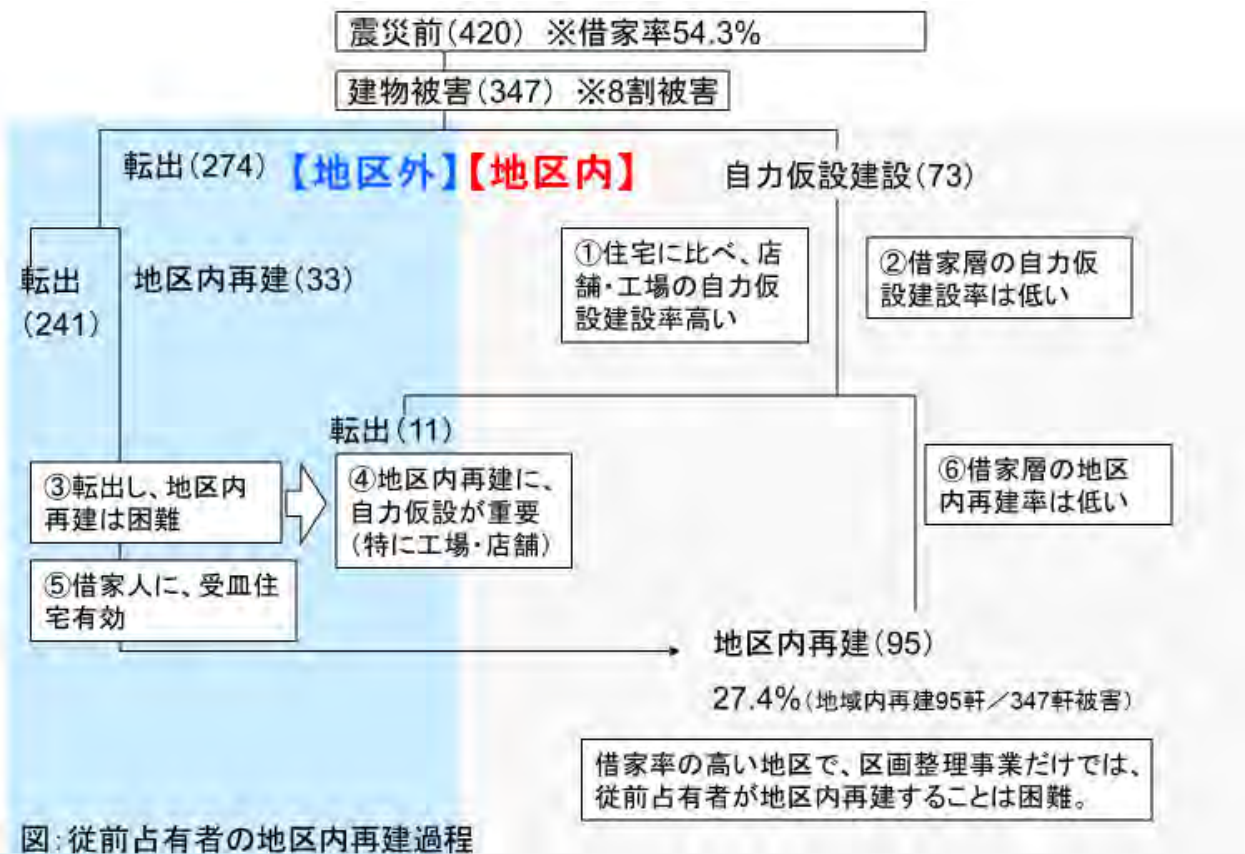 震災前(420) ※借家率54.3%
建物被害(347) ※8割被害
転出(274)
【地区外】【地区内】
自力仮設建設(73)
転出
(241)
地区内再建(33)
①住宅に比べ、店
舗・工場の自力仮
設建設率高い
②借家層の自力仮
設建設率は低い
転出(11)
③転出し、地区内
再建は困難
④地区内再建に、
自力仮設が重要
(特に工場・店舗)
⑥借家層の地区
内再建率は低い
⑤借家人に、受皿住
宅有効
地区内再建(95)
27.4%(地域内再建95軒/347軒被害)
借家率の高い地区で、区画整理事業だけでは、
従前占有者が地区内再建することは困難。
図:従前占有者の地区内再建過程